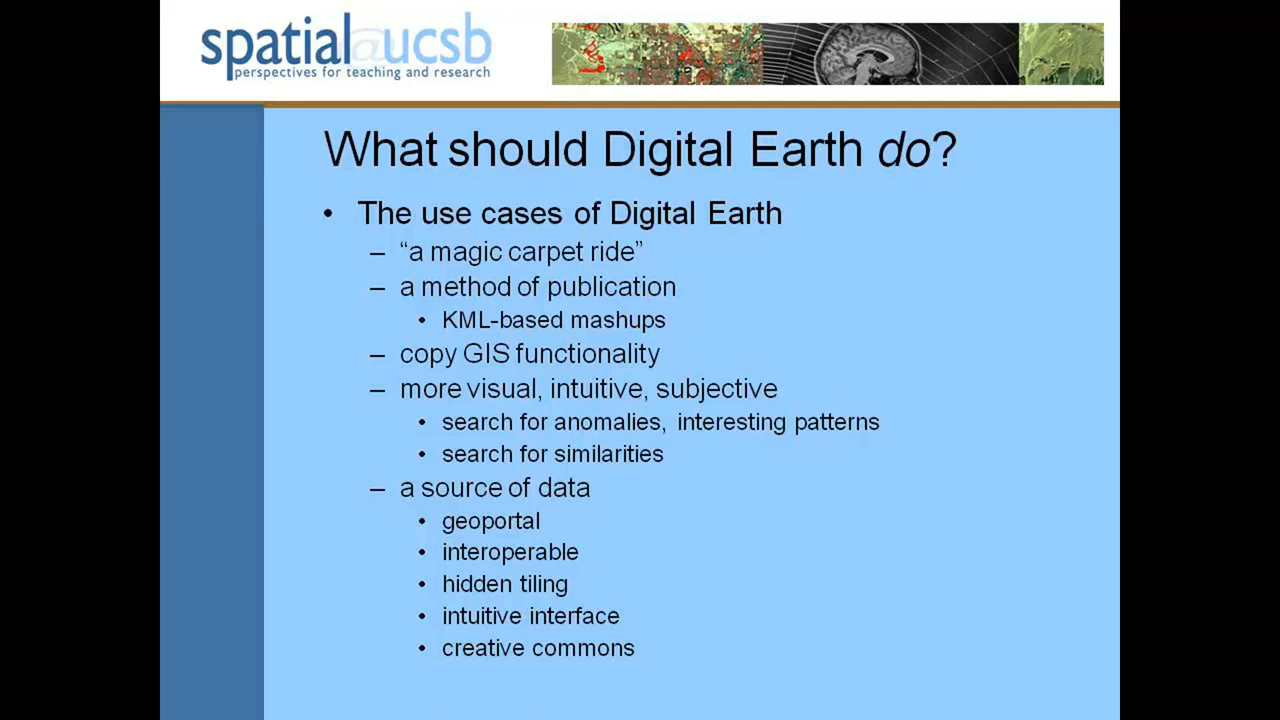 spatial@ucsb
perspectives for teaching and research
What should Digital Earth do?
• The use cases of Digital Earth
– “a magic carpet ride”
– a method of publication
• KML-based mashups
– copy GIS functionality
– more visual, intuitive, subjective
• search for anomalies, interesting patterns
• search for similarities
– a source of data
• geoportal
• interoperable
• hidden tiling
• intuitive interface
• creative commons